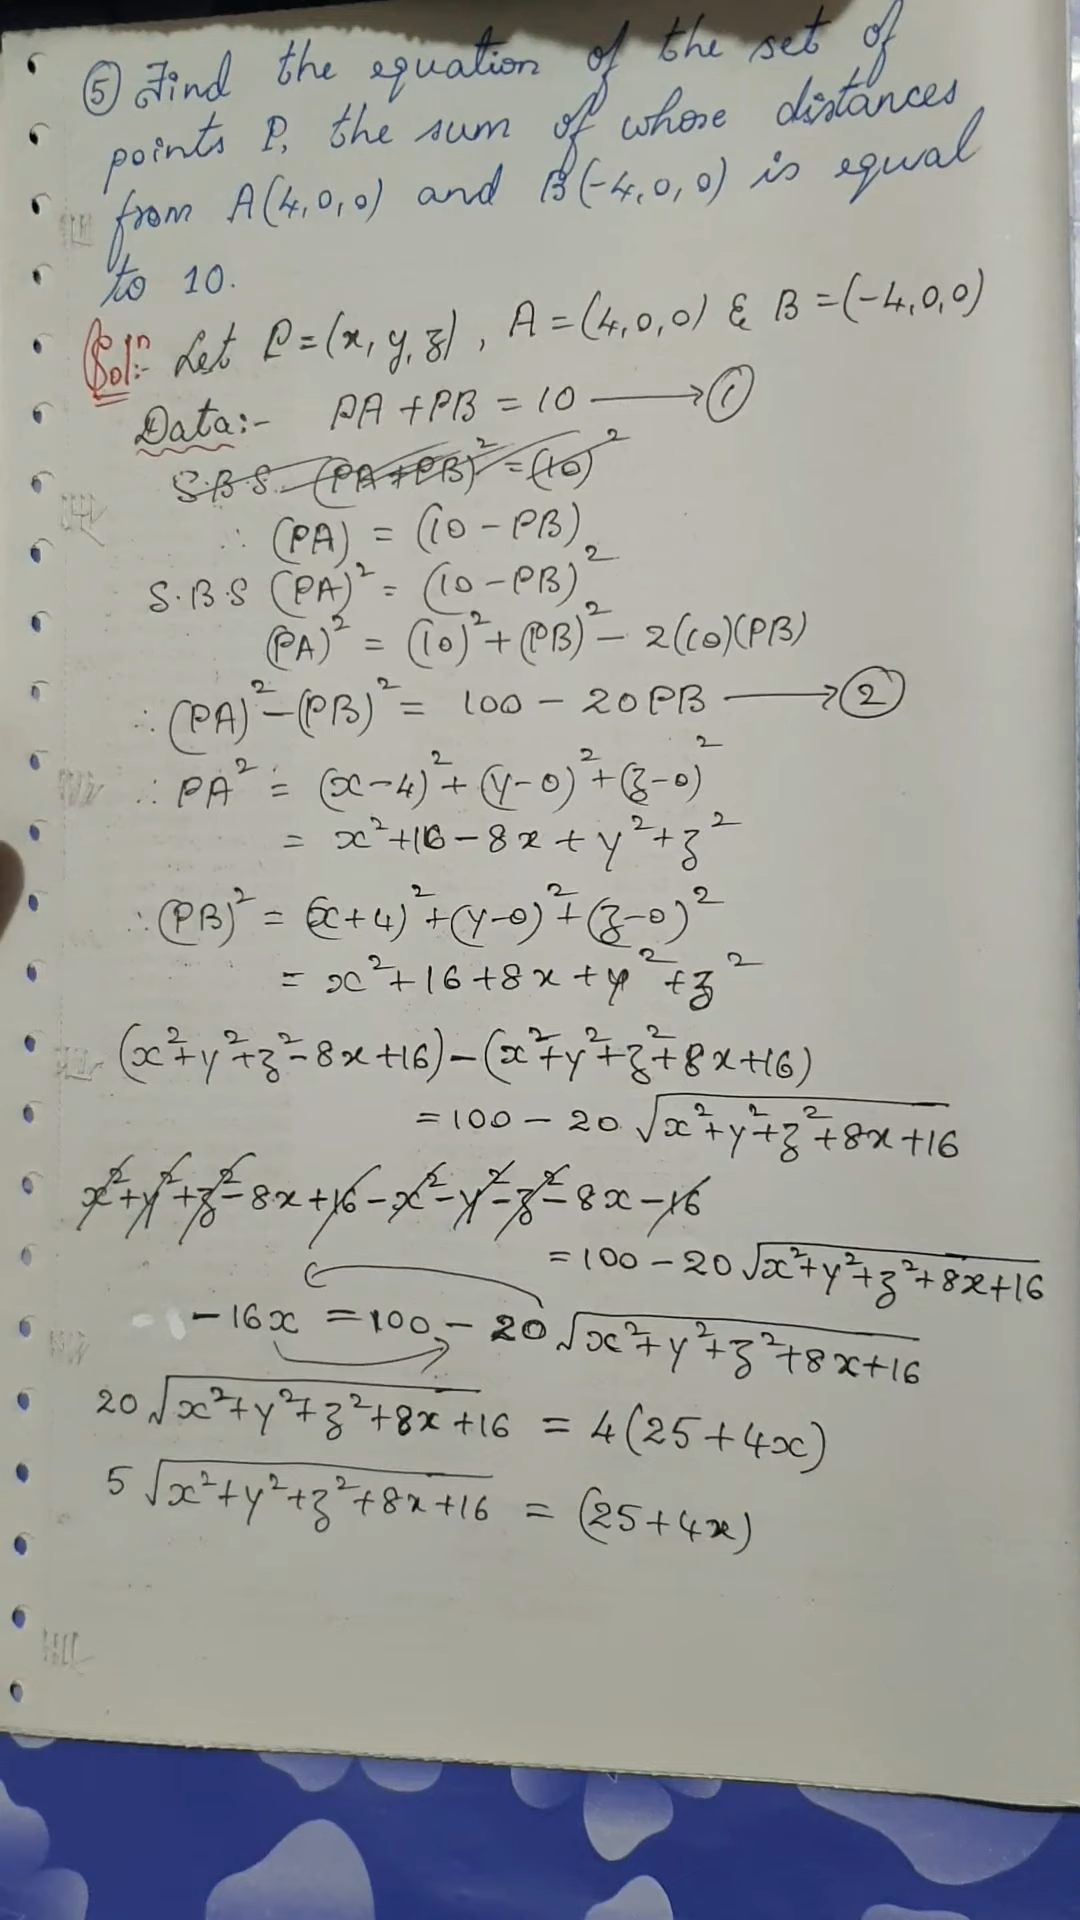 ⑤ Find the equation of the set of
points P, the sum of whose distances
from A(4,0,0) and B(-4,0,0) is equal
to 10.
Solⁿ:- Let P=(x, y, z), A=(4,0,0) & B=(-4,0,0)
Data:- PA+PB = 10 ⟶ ①
S.B.S. (PA+PB)² = (10)²
∴ (PA) = (10-PB)
S.B.S (PA)² = (10-PB)²
(PA)² = (10)²+(PB)²- 2(10)(PB)
∴ (PA)²-(PB)² = 100 - 20PB ⟶ ②
∴ PA² = (x-4)²+(y-0)²+(z-0)²
= x²+16-8x+y²+z²
∴ (PB)² = (x+4)²+(y-0)²+(z-0)²
= x²+16+8x+y²+z²
(x²+y²+z²-8x+16)-(x²+y²+z²+8x+16)
=100-20√x²+y²+z²+8x+16
x²+y²+z²-8x+16-x²-y²-z²-8x-16
=100-20√x²+y²+z²+8x+16
-16x =100-20√x²+y²+z²+8x+16
20√x²+y²+z²+8x+16 = 4(25+4x)
5√x²+y²+z²+8x+16 = (25+4x)